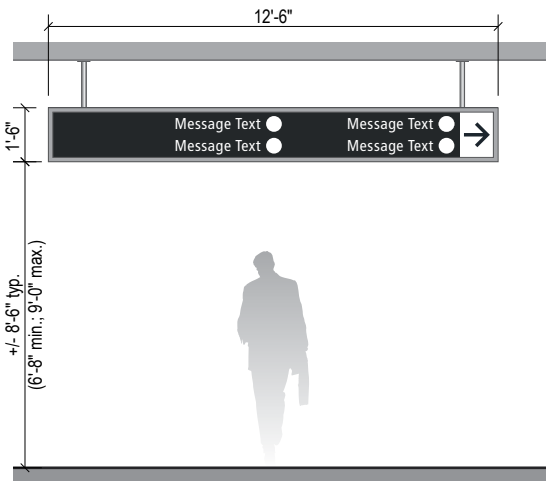 12'-6"
1'-6"
Message Text Message Text
Message Text Message Text
+/- 8'-6" typ.
(6'-8" min.; 9'-0" max.)